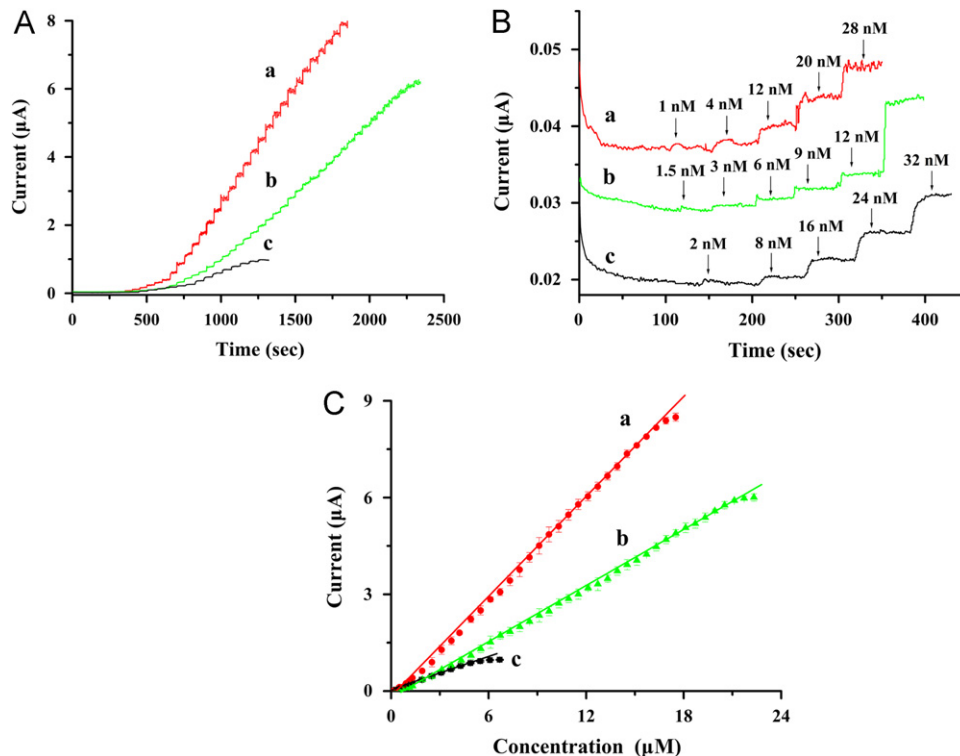 A
8
6
4
2
0
Current (µA)
a
b
c
0 500 1000 1500 2000 2500
Time (sec)
B
0.05
0.04
0.03
0.02
Current (µA)
28 nM
20 nM
12 nM
4 nM
1 nM
a
12 nM
9 nM
6 nM
3 nM
1.5 nM
b
32 nM
24 nM
16 nM
8 nM
2 nM
c
0 100 200 300 400
Time (sec)
C
9
6
3
0
Current (µA)
a
b
c
0 6 12 18 24
Concentration (µM)